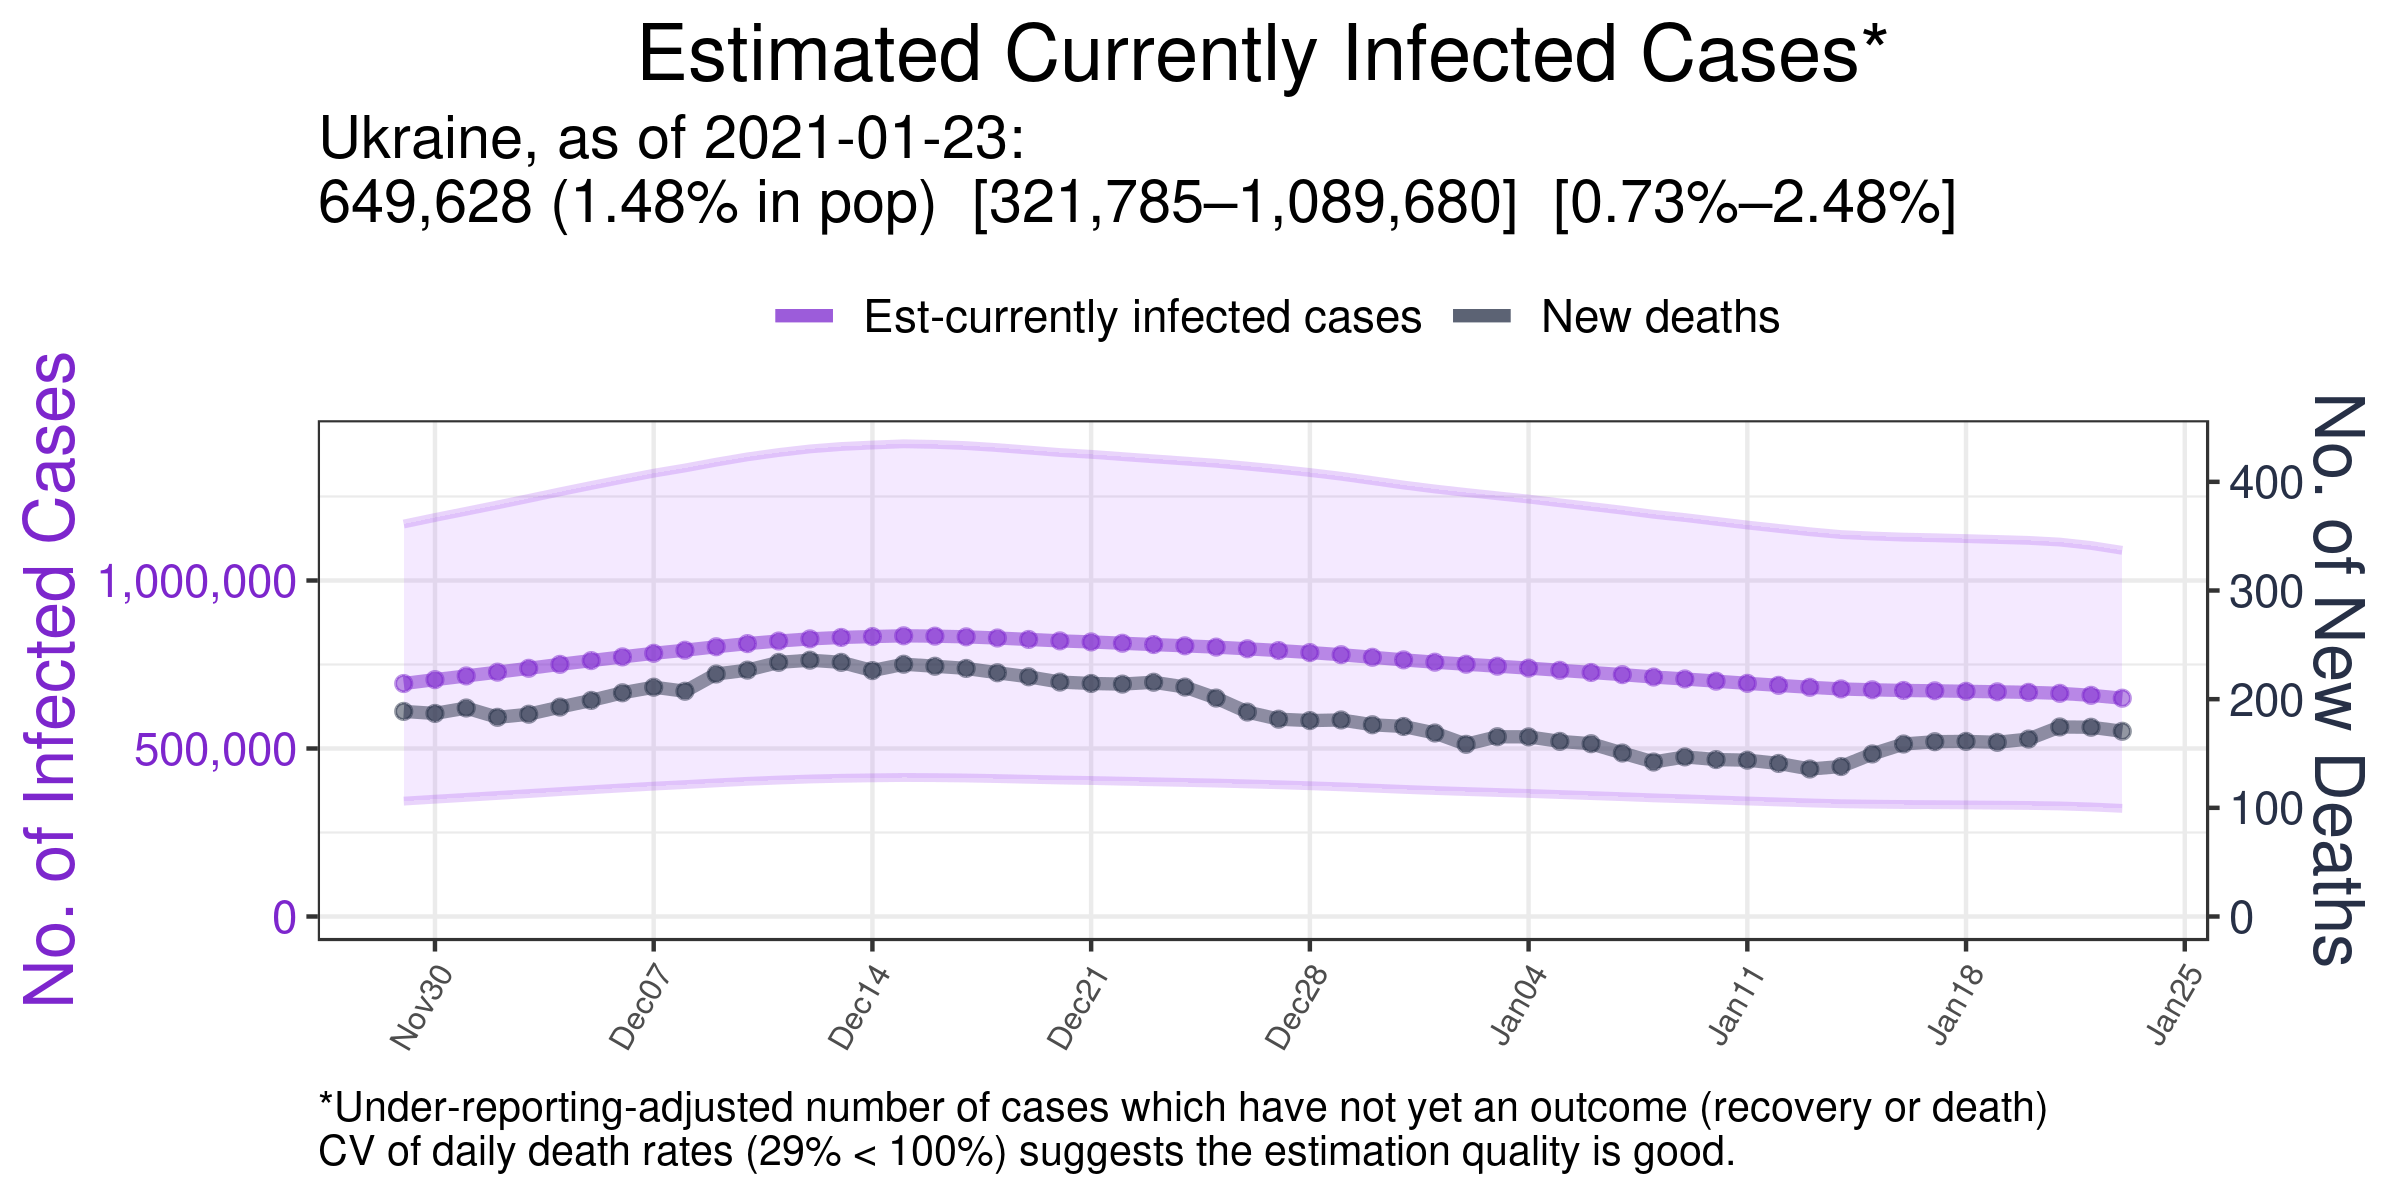 Estimated Currently Infected Cases*
Ukraine, as of 2021-01-23:
649,628 (1.48% in pop)  [321,785–1,089,680]  [0.73%–2.48%]
Est-currently infected cases
New deaths
No. of Infected Cases
1,000,000
500,000
0
No. of New Deaths
400
300
200
100
0
Nov30
Dec07
Dec14
Dec21
Dec28
Jan04
Jan11
Jan18
Jan25
*Under-reporting-adjusted number of cases which have not yet an outcome (recovery or death)
CV of daily death rates (29% < 100%) suggests the estimation quality is good.